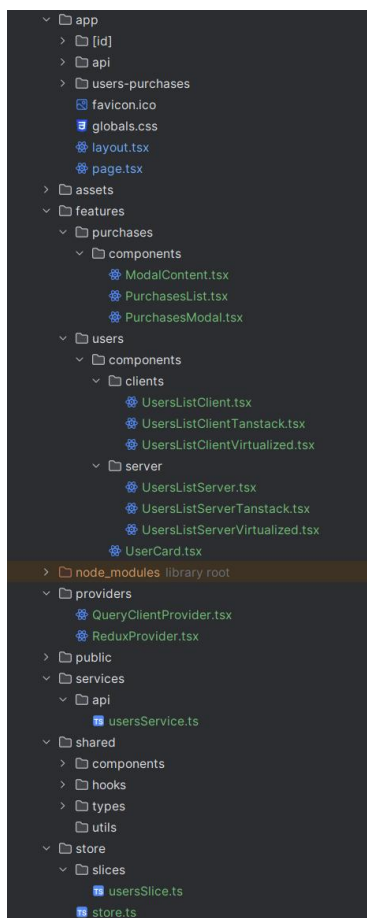 app
[id]
api
users-purchases
favicon.ico
globals.css
layout.tsx
page.tsx
assets
features
purchases
components
ModalContent.tsx
PurchasesList.tsx
PurchasesModal.tsx
users
components
clients
UsersListClient.tsx
UsersListClientTanstack.tsx
UsersListClientVirtualized.tsx
server
UsersListServer.tsx
UsersListServerTanstack.tsx
UsersListServerVirtualized.tsx
UserCard.tsx
node_modules library root
providers
QueryClientProvider.tsx
ReduxProvider.tsx
public
services
api
TS usersService.ts
shared
components
hooks
types
utils
store
slices
TS usersSlice.ts
TS store.ts